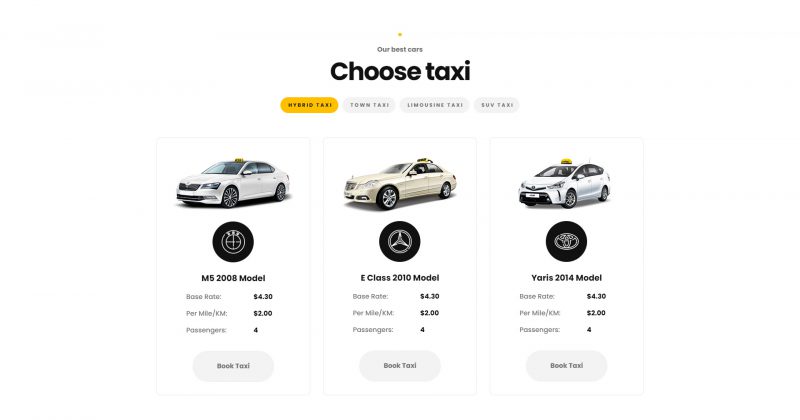 Our best cars
Choose taxi
HYBRID TAXI TOWN TAXI LIMOUSINE TAXI SUV TAXI
M5 2008 Model
Base Rate: $4.30
Per Mile/KM: $2.00
Passengers: 4
Book Taxi
E Class 2010 Model
Base Rate: $4.30
Per Mile/KM: $2.00
Passengers: 4
Book Taxi
Yaris 2014 Model
Base Rate: $4.30
Per Mile/KM: $2.00
Passengers: 4
Book Taxi